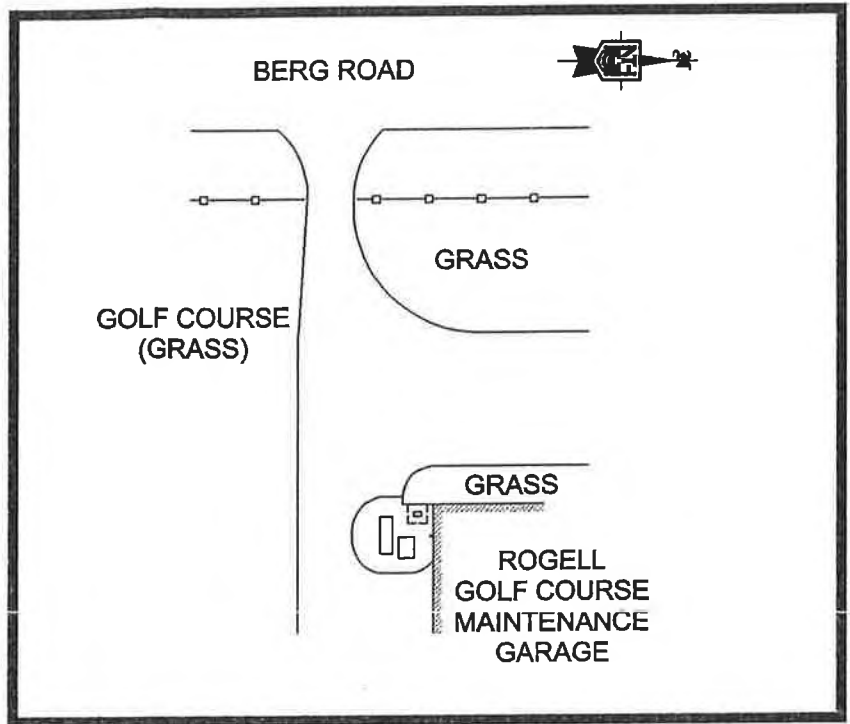 BERG ROAD
GRASS
GOLF COURSE
(GRASS)
GRASS
ROGELL
GOLF COURSE
MAINTENANCE
GARAGE